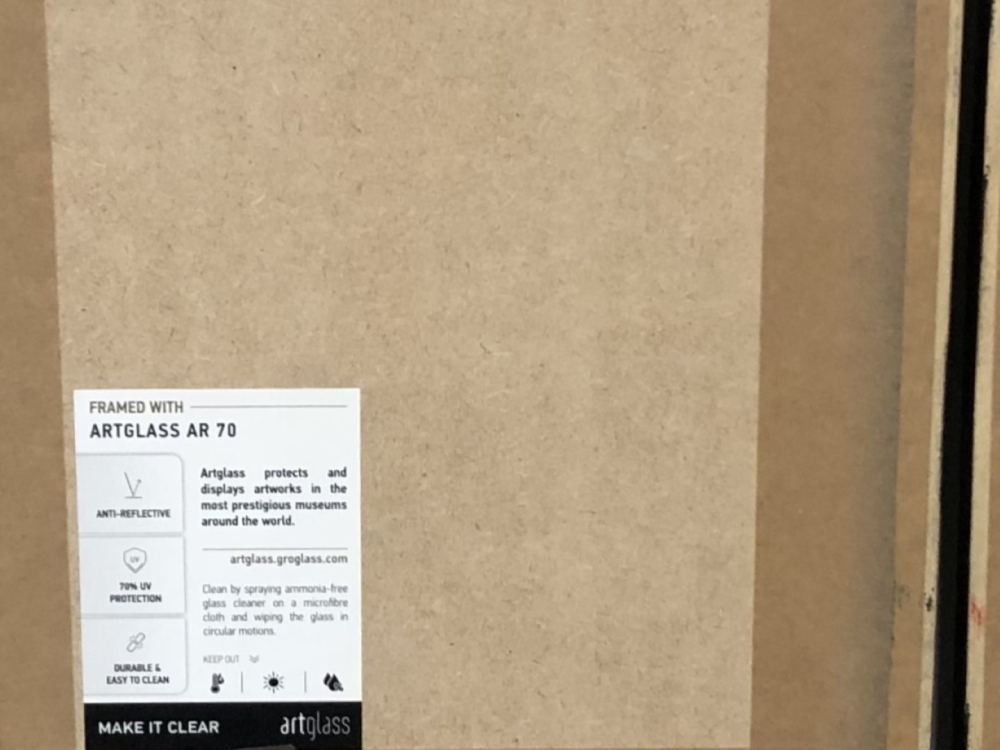 FRAMED WITH
ARTGLASS AR 70
ANTI-REFLECTIVE
UV
70% UV
PROTECTION
DURABLE &
EASY TO CLEAN
Artglass protects and
displays artworks in the
most prestigious museums
around the world.
artglass.groglass.com
Clean by spraying ammonia-free
glass cleaner on a microfibre
cloth and wiping the glass in
circular motions.
KEEP OUT
MAKE IT CLEAR
artglass